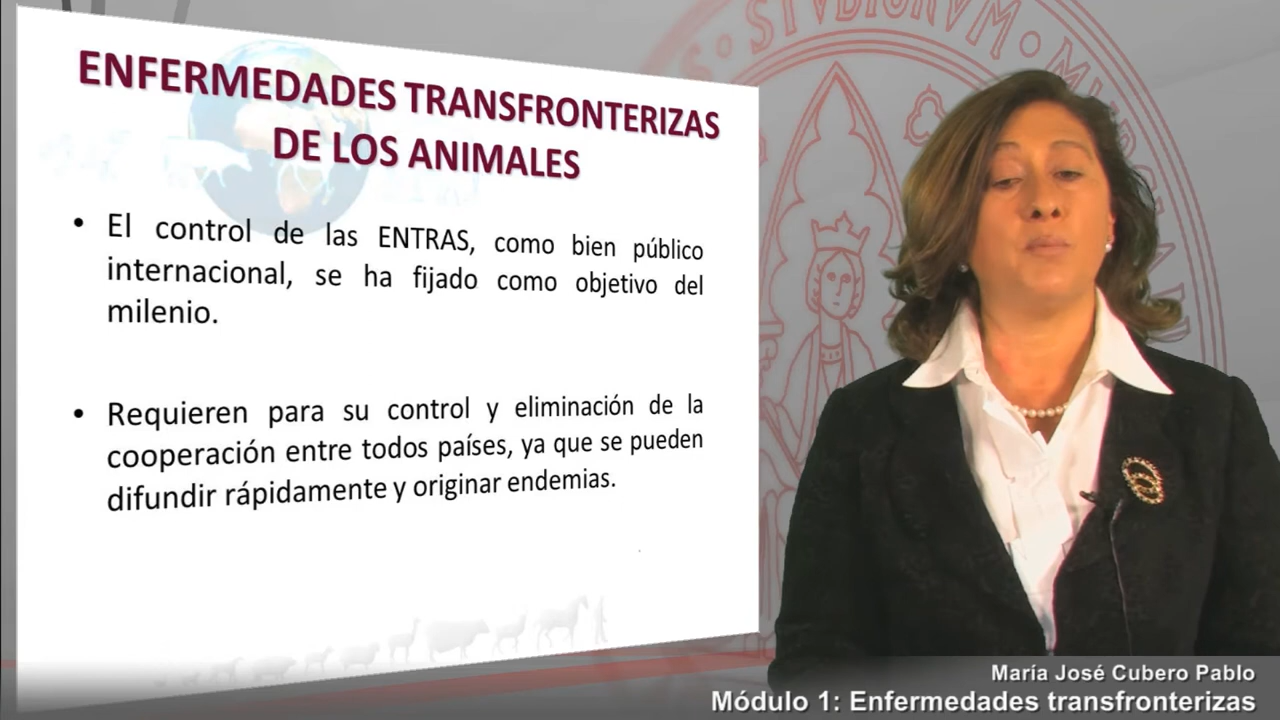 ENFERMEDADES TRANSFRONTERIZAS
DE LOS ANIMALES
• El control de las ENTRAS, como bien público
internacional, se ha fijado como objetivo del
milenio.
• Requieren para su control y eliminación de la
cooperación entre todos países, ya que se pueden
difundir rápidamente y originar endemias.
STVDIORVM
María José Cubero Pablo
Módulo 1: Enfermedades transfronterizas